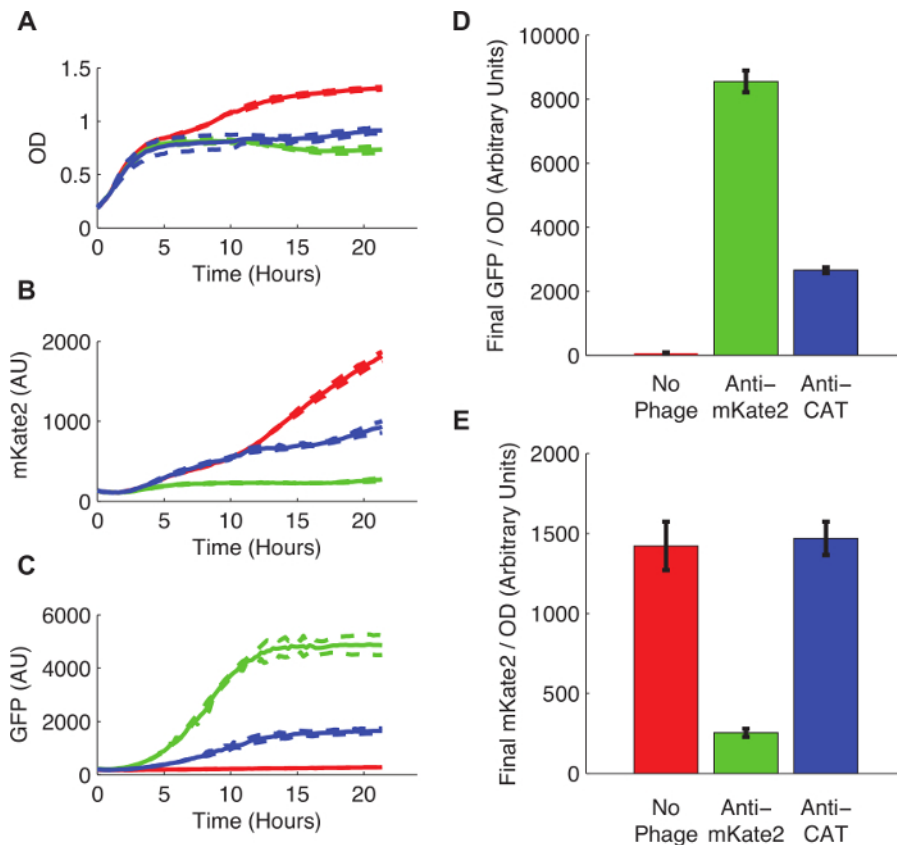 A
1.5
1
0.5
0
OD
0 5 10 15 20
Time (Hours)
B
2000
1000
0
mKate2 (AU)
0 5 10 15 20
Time (Hours)
C
6000
4000
2000
0
GFP (AU)
0 5 10 15 20
Time (Hours)
D
10000
8000
6000
4000
2000
0
Final GFP / OD (Arbitrary Units)
No Anti– Anti–
Phage mKate2 CAT
E
2000
1500
1000
500
0
Final mKate2 / OD (Arbitrary Units)
No Anti– Anti–
Phage mKate2 CAT